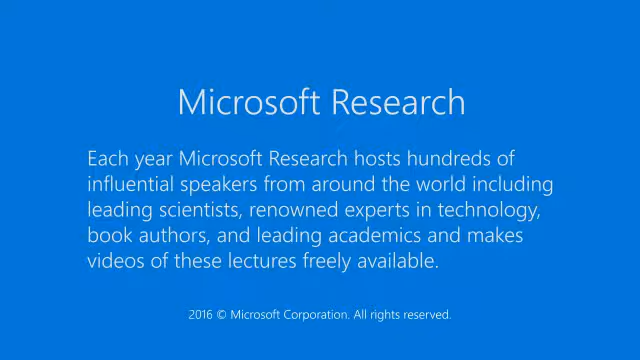 Microsoft Research
Each year Microsoft Research hosts hundreds of
influential speakers from around the world including
leading scientists, renowned experts in technology,
book authors, and leading academics and makes
videos of these lectures freely available.
2016 © Microsoft Corporation. All rights reserved.